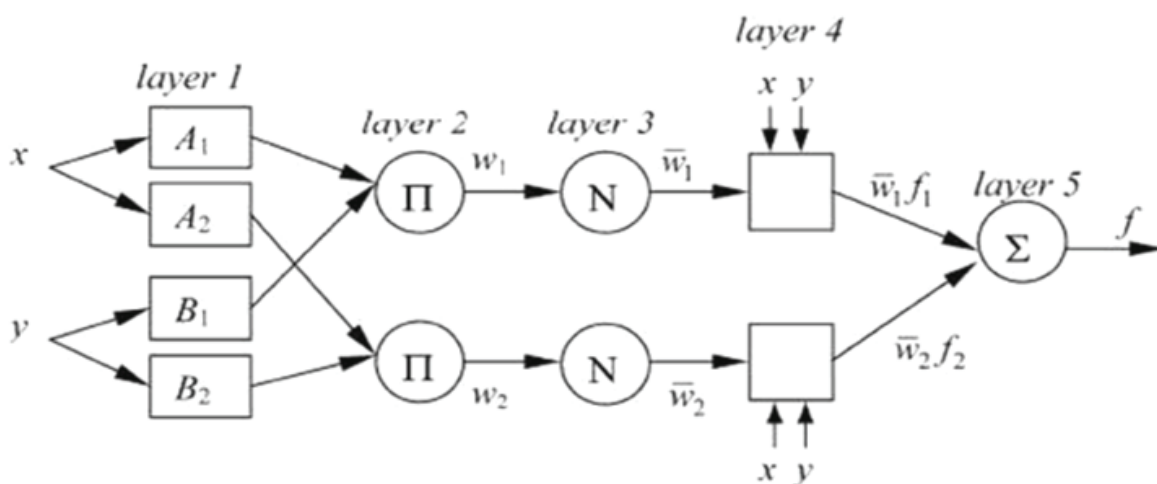 layer 4
layer 1
x y
layer 2 layer 3
x A₁ w₁ w̄₁ w̄₁f₁ layer 5
Π N
A₂ Σ f
y B₁
B₂ Π N w̄₂f₂
w₂ w̄₂
x y